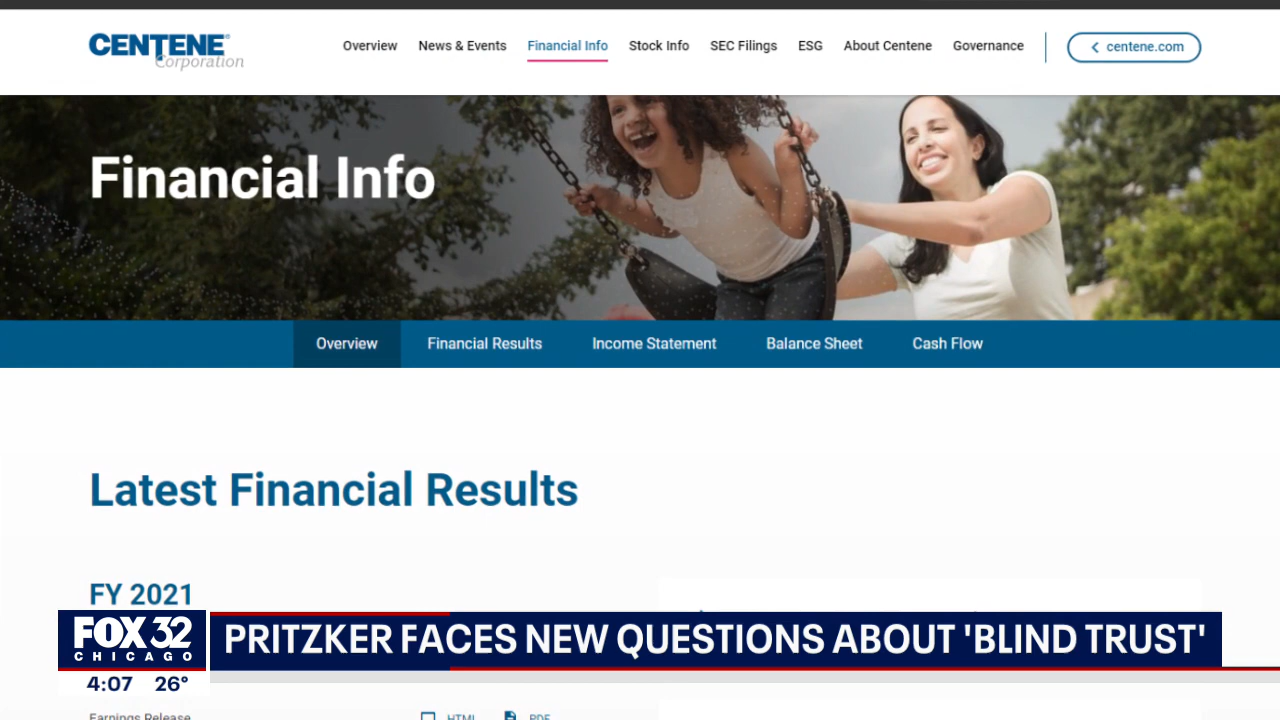 CENTENE®
Corporation
Overview News & Events Financial Info Stock Info SEC Filings ESG About Centene Governance
centene.com
Financial Info
Overview Financial Results Income Statement Balance Sheet Cash Flow
Latest Financial Results
FY 2021
FOX 32
CHICAGO
PRITZKER FACES NEW QUESTIONS ABOUT 'BLIND TRUST'
4:07 26°
Earnings Release HTML PDF